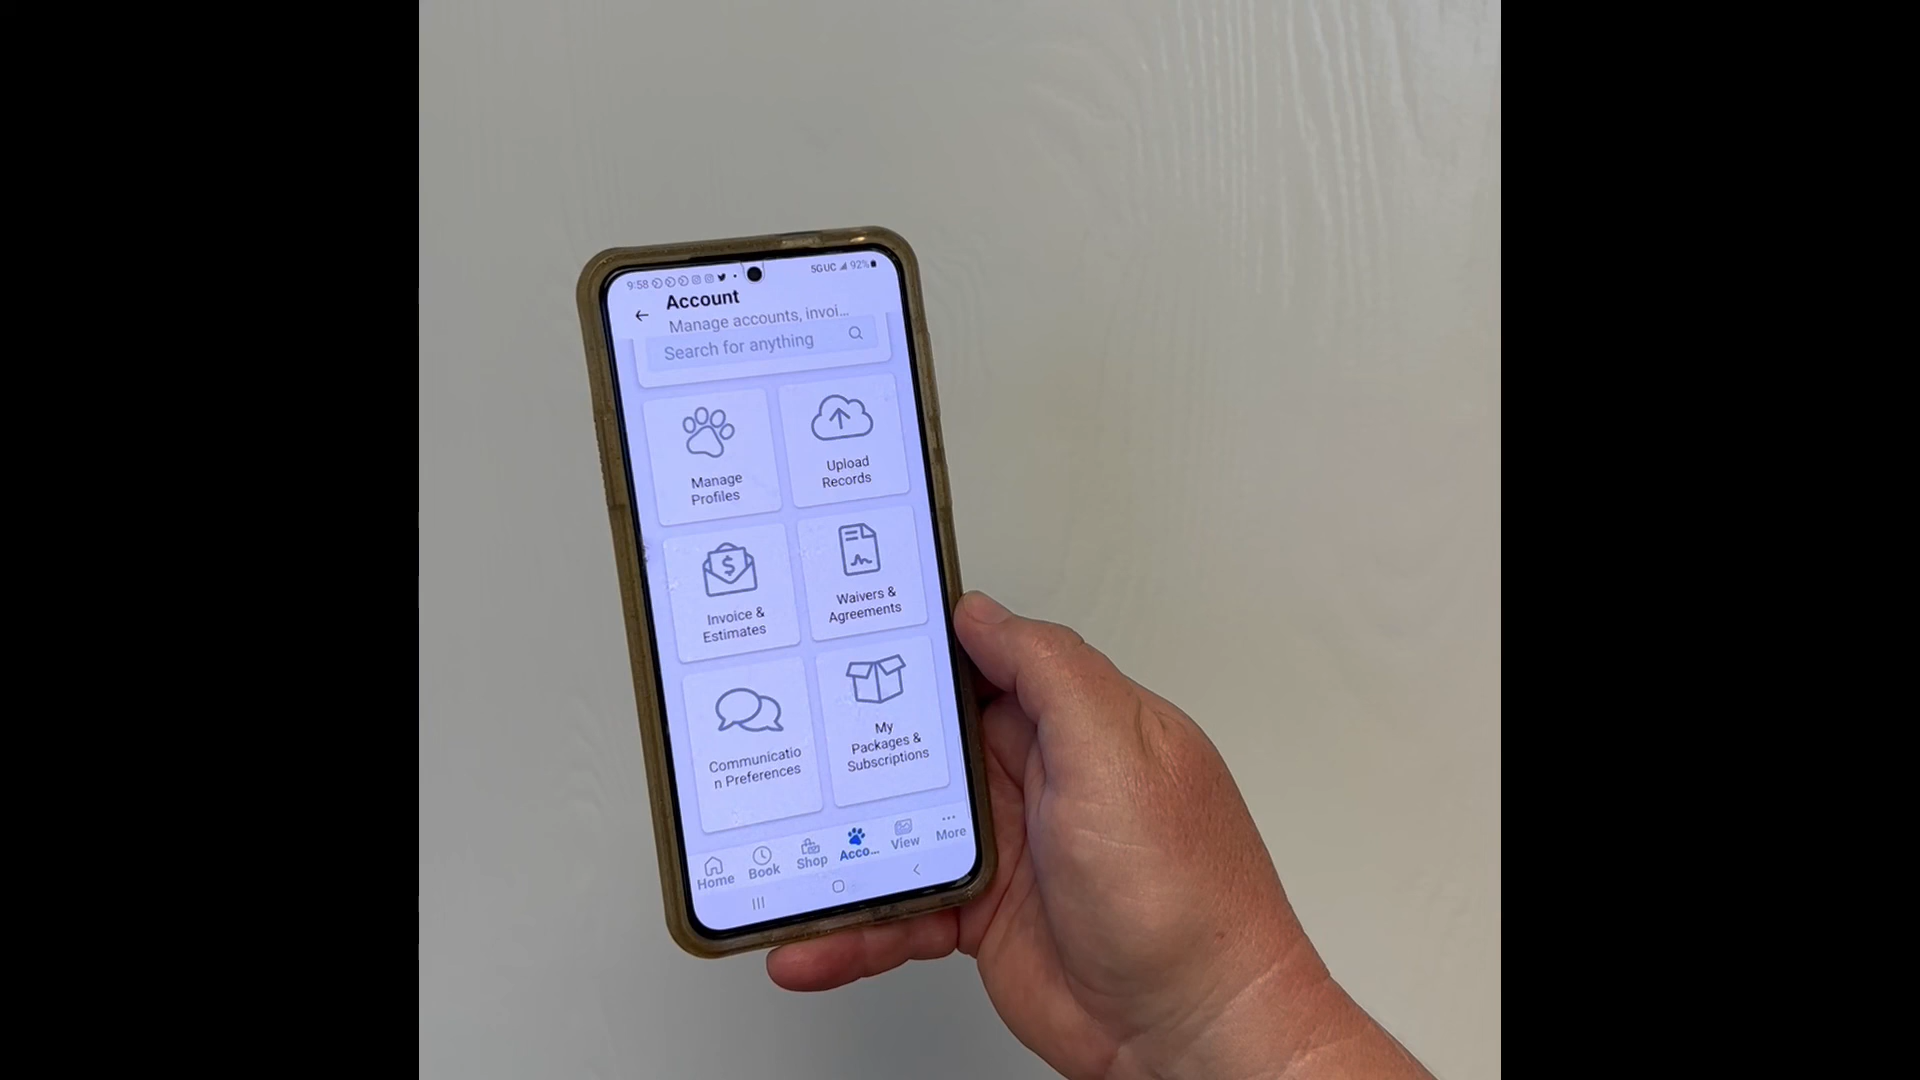 9:58 5G UC 92%
Account
Manage accounts, invoi...
Search for anything
Manage
Profiles
Upload
Records
$
Invoice &
Estimates
Waivers &
Agreements
Communicatio
n Preferences
My
Packages &
Subscriptions
Home Book Shop Acco... View More